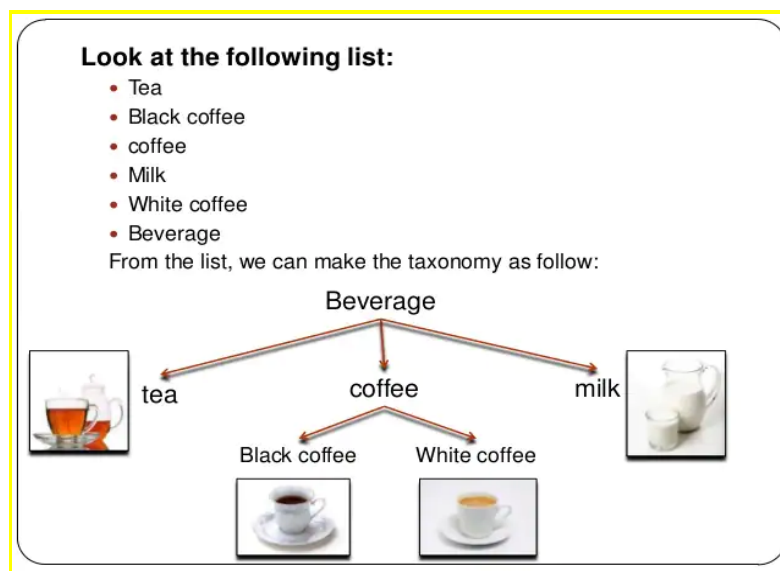 Look at the following list:
• Tea
• Black coffee
• coffee
• Milk
• White coffee
• Beverage
From the list, we can make the taxonomy as follow:
Beverage
tea
coffee
milk
Black coffee
White coffee